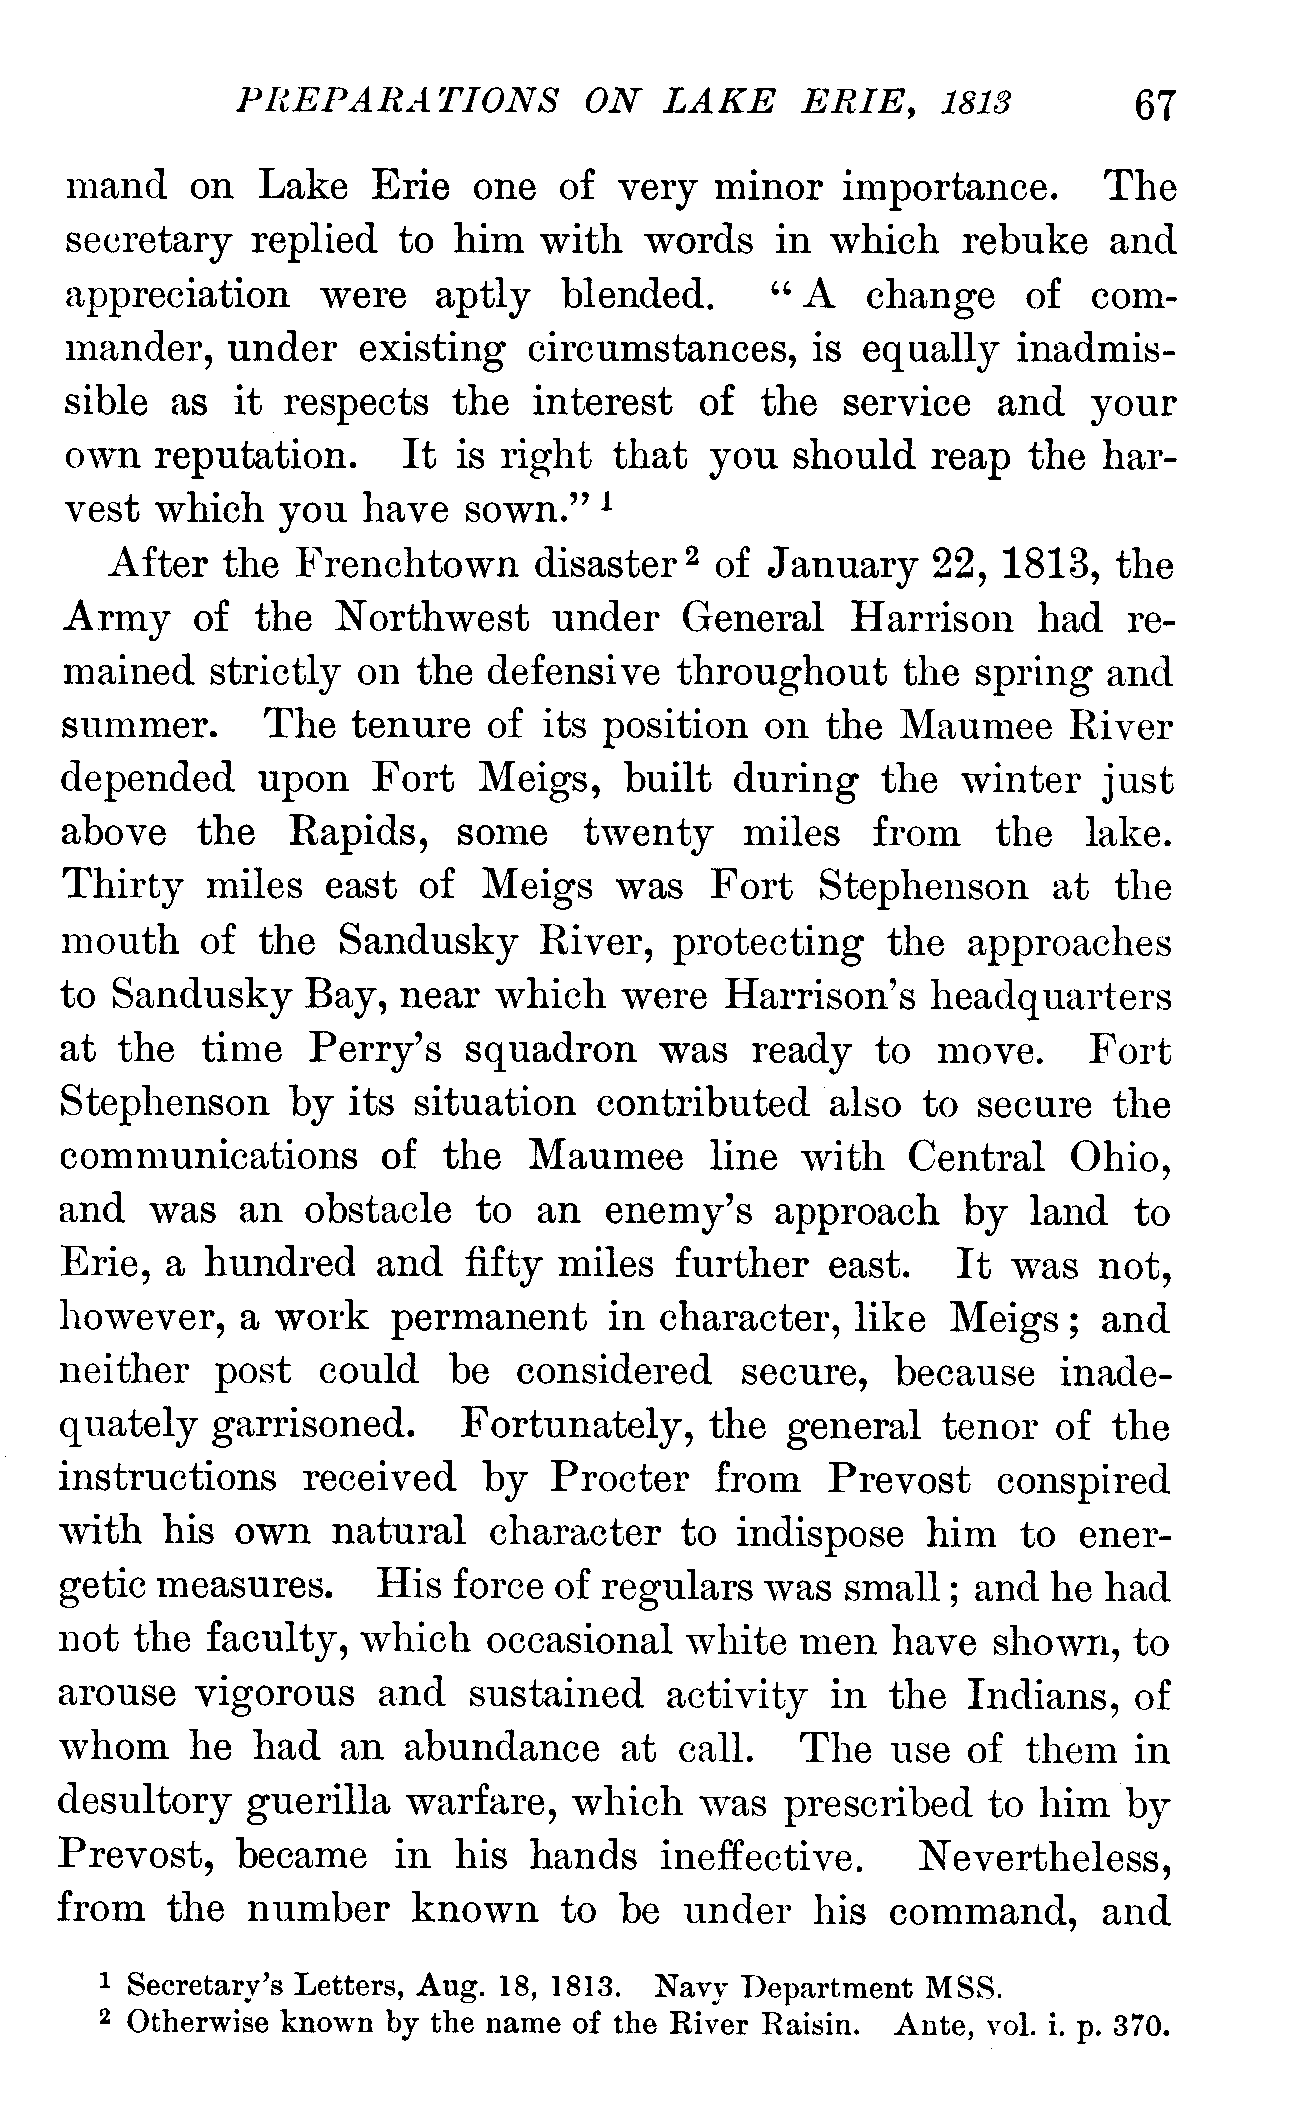 PREPARATIONS ON LAKE ERIE, 1813 67
mand on Lake Erie one of very minor importance. The
secretary replied to him with words in which rebuke and
appreciation were aptly blended. “A change of com-
mander, under existing circumstances, is equally inadmis-
sible as it respects the interest of the service and your
own reputation. It is right that you should reap the har-
vest which you have sown.” 1
After the Frenchtown disaster 2 of January 22, 1813, the
Army of the Northwest under General Harrison had re-
mained strictly on the defensive throughout the spring and
summer. The tenure of its position on the Maumee River
depended upon Fort Meigs, built during the winter just
above the Rapids, some twenty miles from the lake.
Thirty miles east of Meigs was Fort Stephenson at the
mouth of the Sandusky River, protecting the approaches
to Sandusky Bay, near which were Harrison’s headquarters
at the time Perry’s squadron was ready to move. Fort
Stephenson by its situation contributed also to secure the
communications of the Maumee line with Central Ohio,
and was an obstacle to an enemy’s approach by land to
Erie, a hundred and fifty miles further east. It was not,
however, a work permanent in character, like Meigs; and
neither post could be considered secure, because inade-
quately garrisoned. Fortunately, the general tenor of the
instructions received by Procter from Prevost conspired
with his own natural character to indispose him to ener-
getic measures. His force of regulars was small; and he had
not the faculty, which occasional white men have shown, to
arouse vigorous and sustained activity in the Indians, of
whom he had an abundance at call. The use of them in
desultory guerilla warfare, which was prescribed to him by
Prevost, became in his hands ineffective. Nevertheless,
from the number known to be under his command, and
1 Secretary’s Letters, Aug. 18, 1813. Navy Department MSS.
2 Otherwise known by the name of the River Raisin. Ante, vol. i. p. 370.